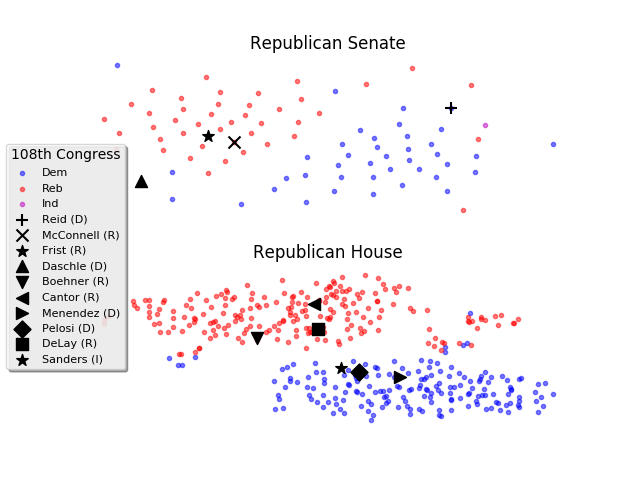 Republican Senate
108th Congress
Dem
Reb
Ind
Reid (D)
McConnell (R)
Frist (R)
Daschle (D)
Boehner (R)
Cantor (R)
Menendez (D)
Pelosi (D)
DeLay (R)
Sanders (I)
Republican House